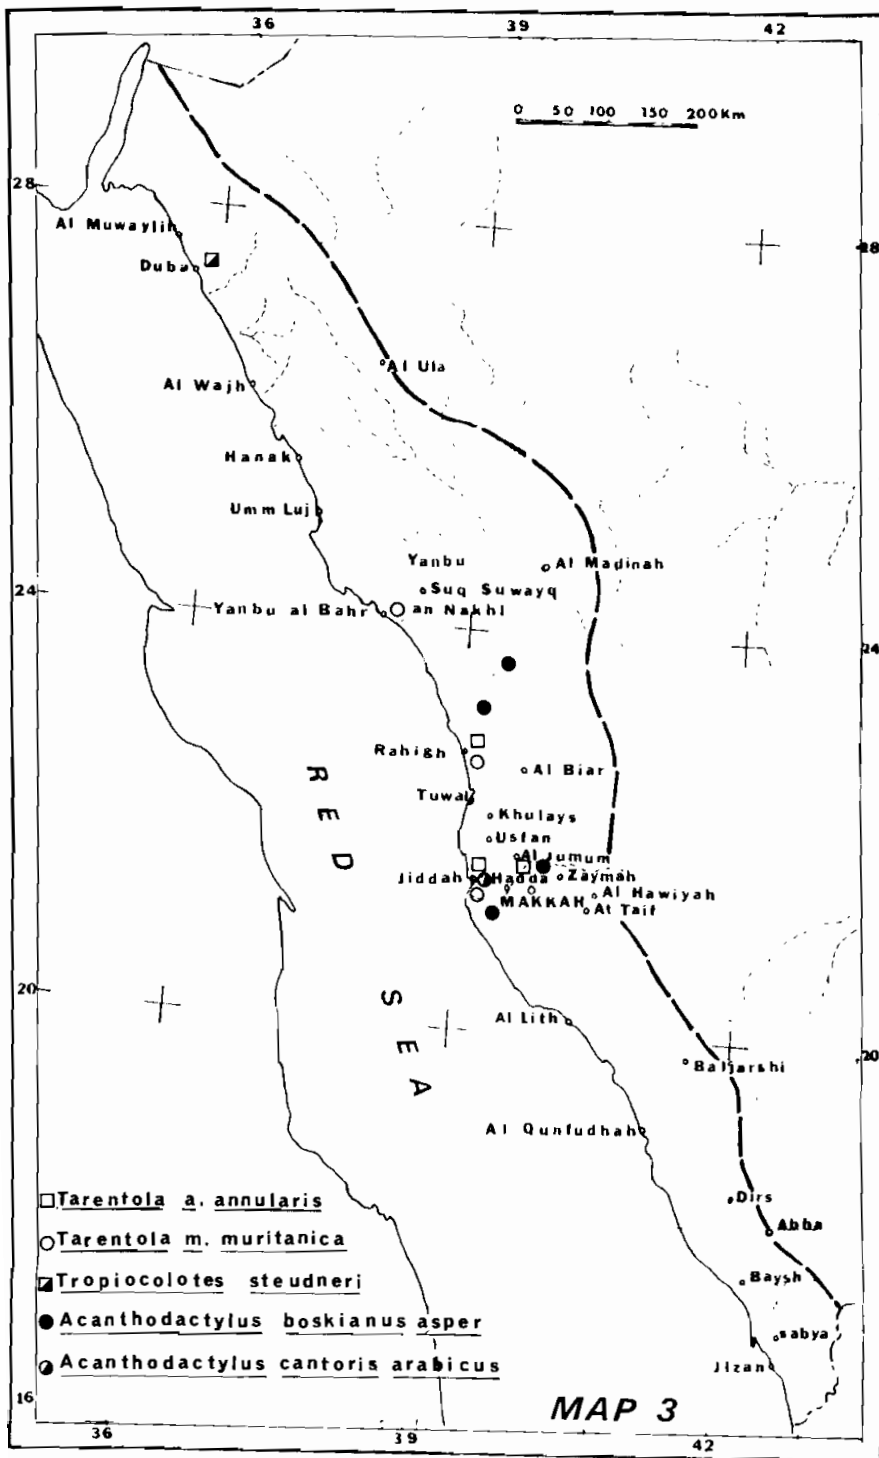 36 39 42
0 50 100 150 200Km
28
Al Muwaylih
28
Duba
Al Ula
Al Wajh
Hanak
Umm Luj
Yanbu
Al Madinah
24
Suq Suwayq
Yanbu al Bahr
an Nakhl
24
Rahigh
Al Biar
Tuwal
Khulays
Usfan
Al Jumum
Jiddah
Hadda
Zaymah
Al Hawiyah
MAKKAH
At Taif
RED SEA
20
Al Lith
20
Baljarshi
Al Qunfudhah
Dirs
Abha
Tarentola a. annularis
Tarentola m. muritanica
Tropiocolotes steudneri
Baysh
Acanthodactylus boskianus asper
sabya
Acanthodactylus cantoris arabicus
Jizan
16
MAP 3
36 39 42